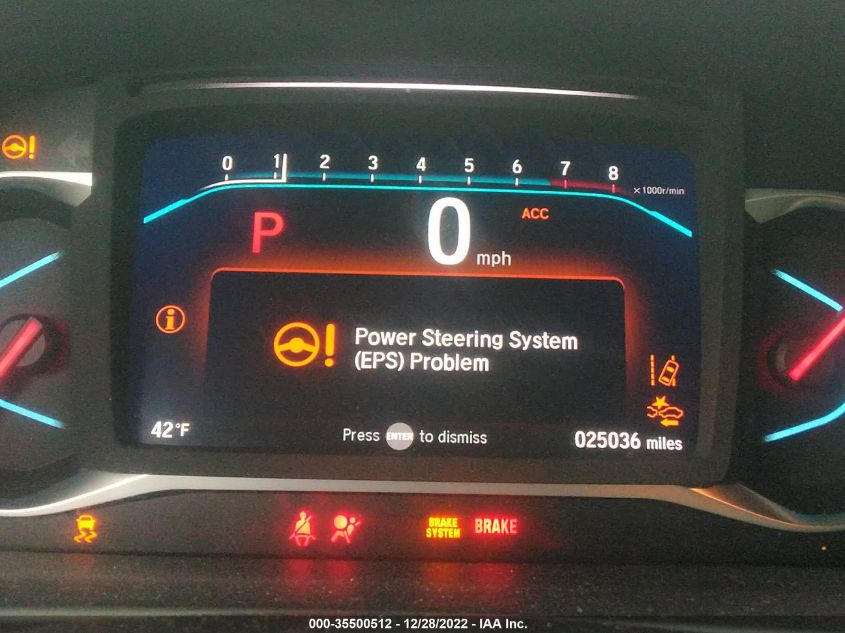 0 1 2 3 4 5 6 7 8
×1000r/min
P 0 mph ACC
i
Power Steering System
(EPS) Problem
42°F Press ENTER to dismiss 025036 miles
BRAKE
SYSTEM BRAKE
000-35500512 - 12/28/2022 - IAA Inc.